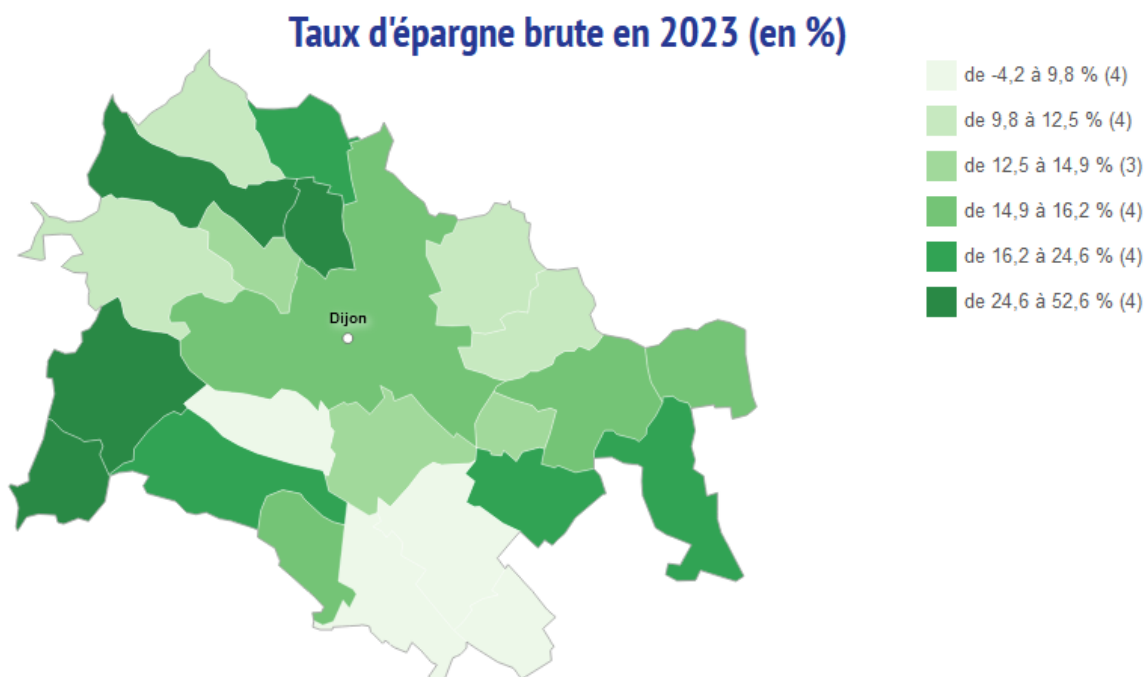 Taux d'épargne brute en 2023 (en %)
de -4,2 à 9,8 % (4)
de 9,8 à 12,5 % (4)
de 12,5 à 14,9 % (3)
de 14,9 à 16,2 % (4)
de 16,2 à 24,6 % (4)
de 24,6 à 52,6 % (4)
Dijon